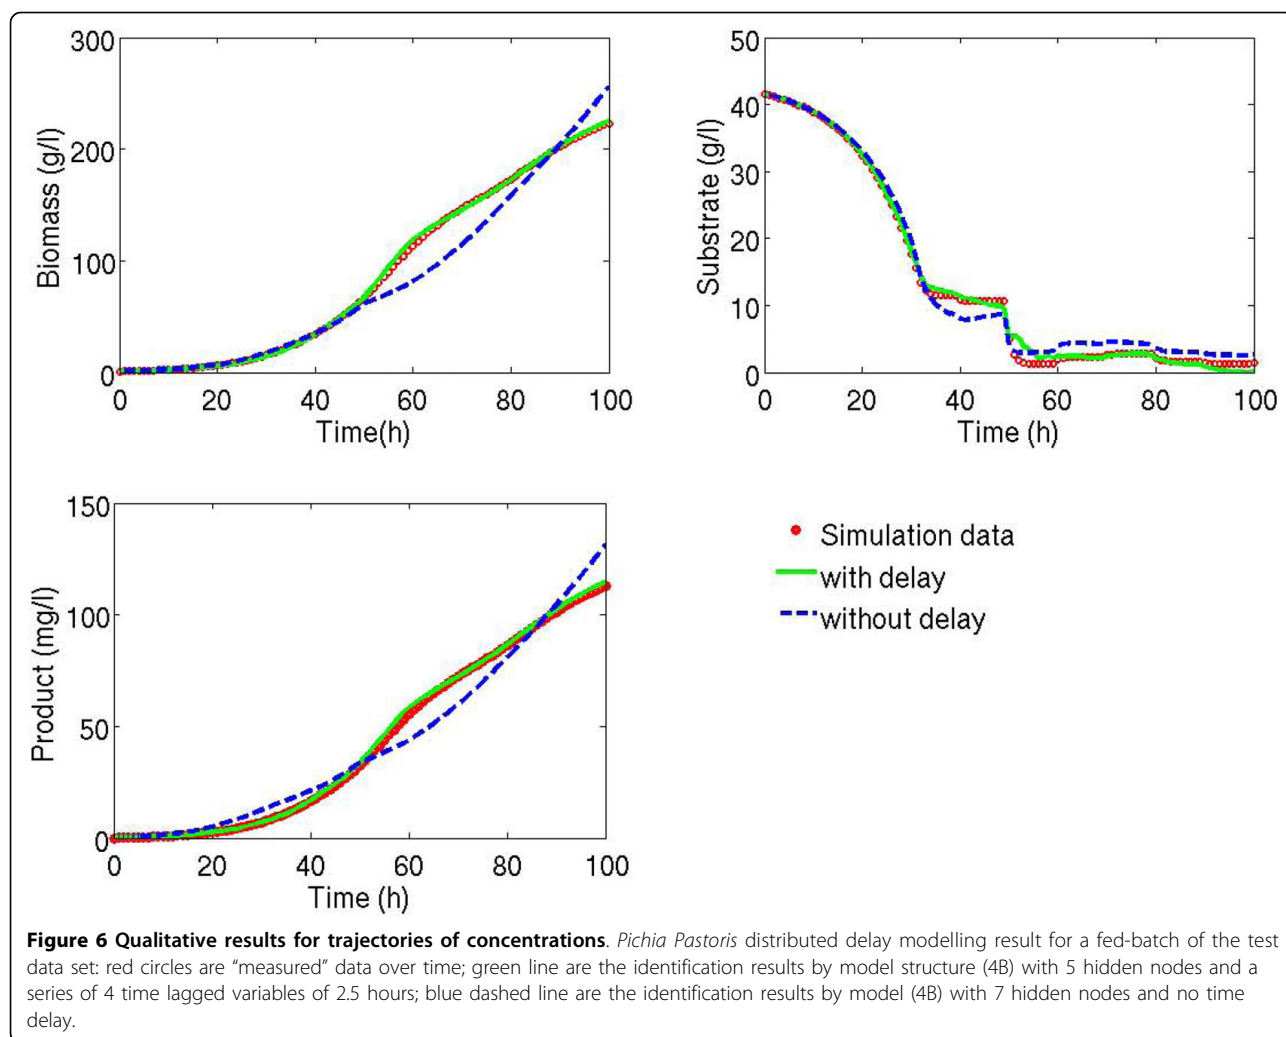 300
200
100
0
Biomass (g/l)
0 20 40 60 80 100
Time(h)
50
40
30
20
10
0
Substrate (g/l)
0 20 40 60 80 100
Time (h)
150
100
50
0
Product (mg/l)
0 20 40 60 80 100
Time (h)
Simulation data
with delay
without delay
Figure 6 Qualitative results for trajectories of concentrations. Pichia Pastoris distributed delay modelling result for a fed-batch of the test
data set: red circles are “measured” data over time; green line are the identification results by model structure (4B) with 5 hidden nodes and a
series of 4 time lagged variables of 2.5 hours; blue dashed line are the identification results by model (4B) with 7 hidden nodes and no time
delay.